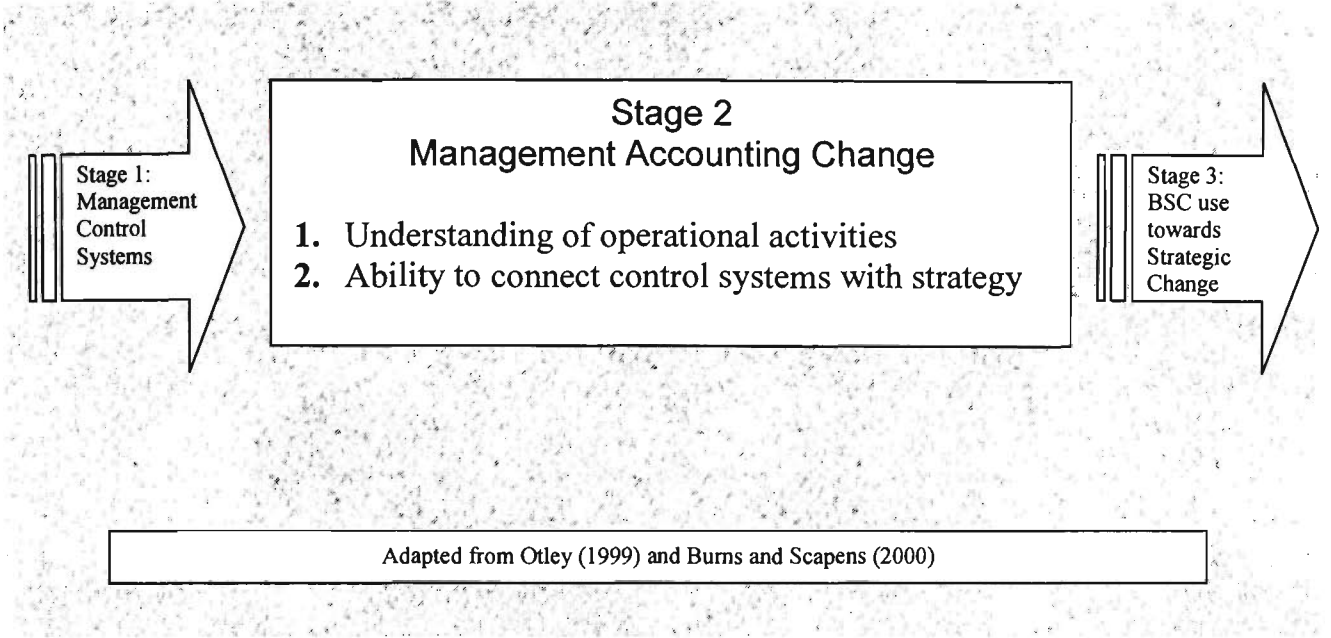 Stage 1:
Management
Control
Systems
Stage 2
Management Accounting Change
1. Understanding of operational activities
2. Ability to connect control systems with strategy
Stage 3:
BSC use
towards
Strategic
Change
Adapted from Otley (1999) and Burns and Scapens (2000)